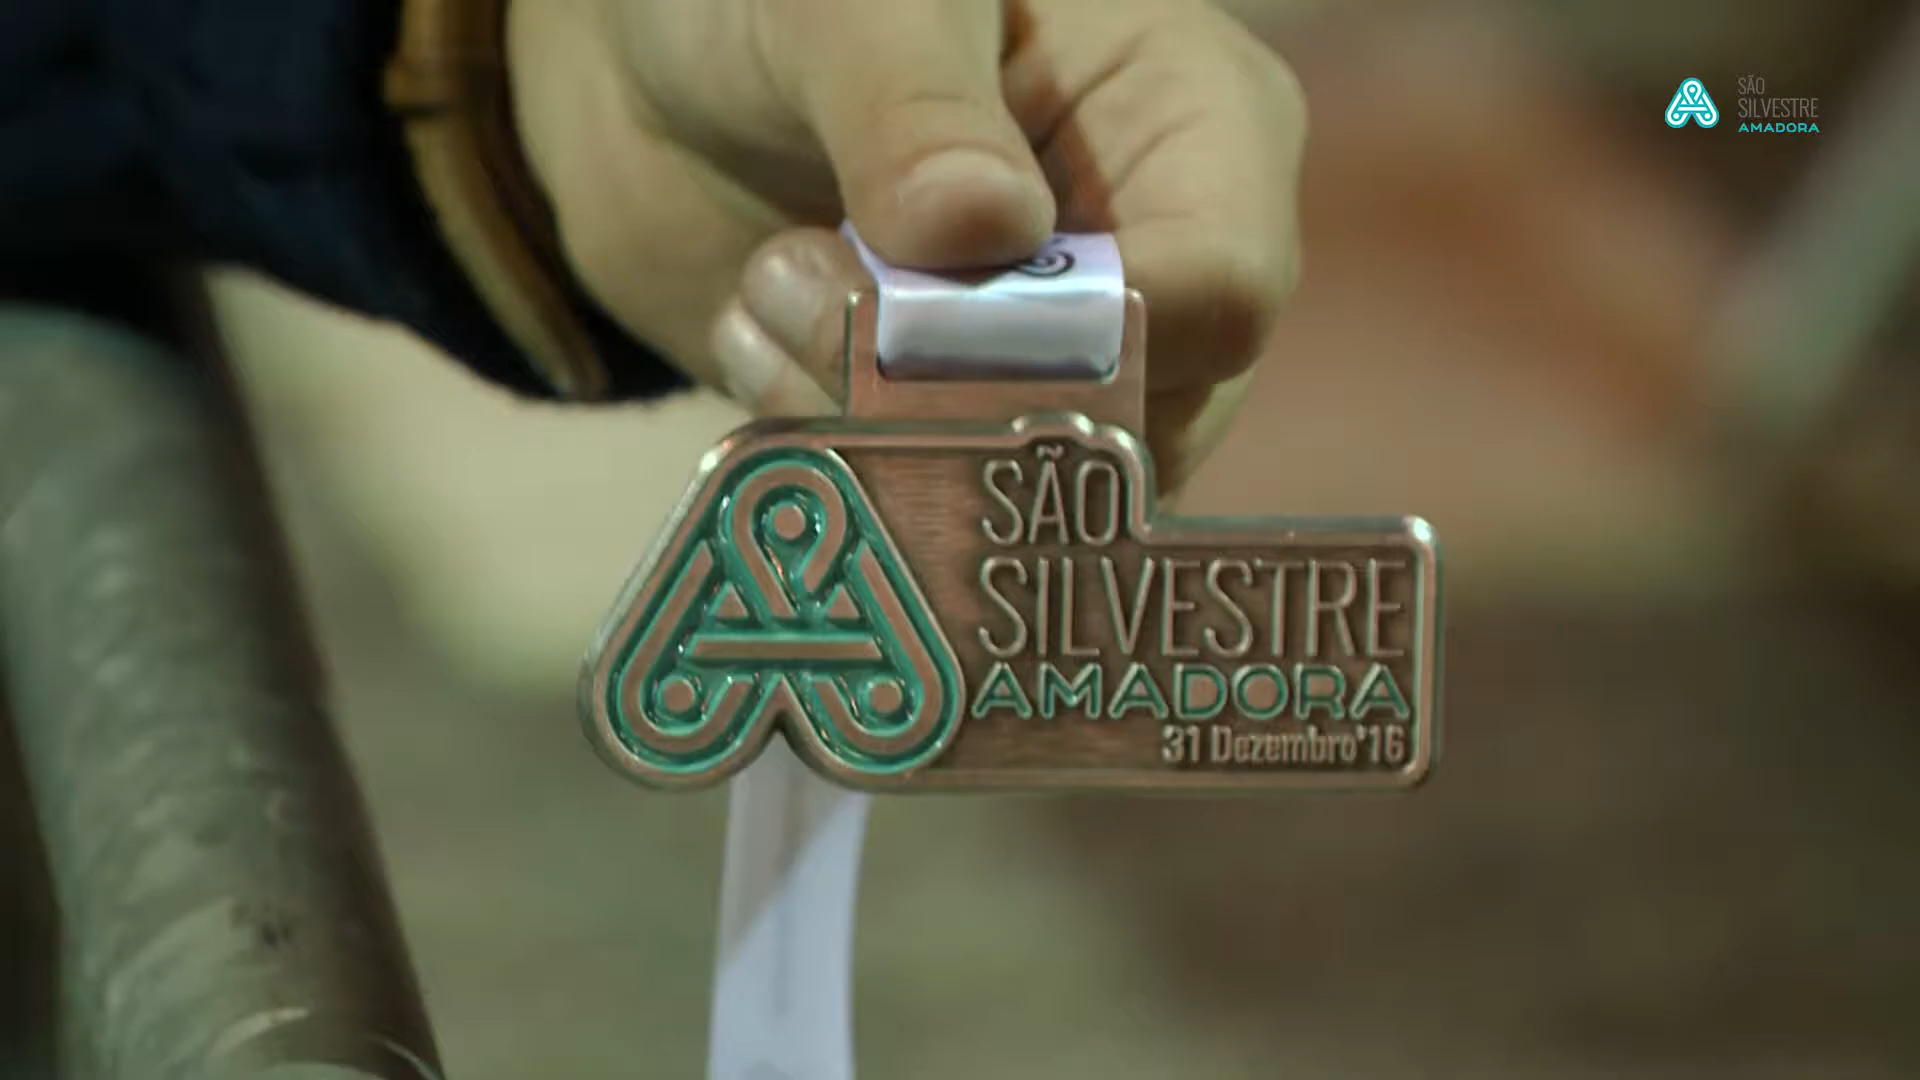 SÃO
SILVESTRE
AMADORA
SÃO
SILVESTRE
AMADORA
31 Dezembro'16